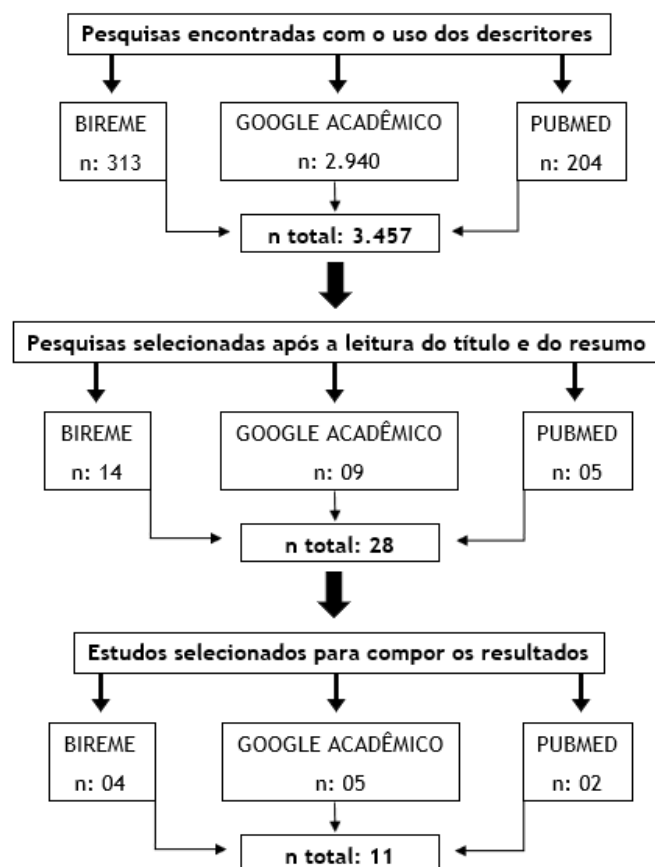 Pesquisas encontradas com o uso dos descritores
BIREME
n: 313
GOOGLE ACADÊMICO
n: 2.940
PUBMED
n: 204
n total: 3.457
Pesquisas selecionadas após a leitura do título e do resumo
BIREME
n: 14
GOOGLE ACADÊMICO
n: 09
PUBMED
n: 05
n total: 28
Estudos selecionados para compor os resultados
BIREME
n: 04
GOOGLE ACADÊMICO
n: 05
PUBMED
n: 02
n total: 11